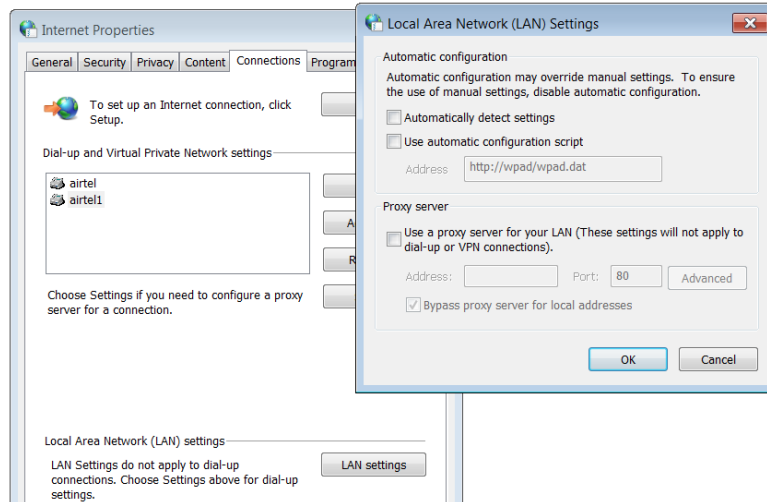 Internet Properties
General Security Privacy Content Connections Program
To set up an Internet connection, click
Setup.
Dial-up and Virtual Private Network settings
airtel
airtel1
A
R
Choose Settings if you need to configure a proxy
server for a connection.
Local Area Network (LAN) settings
LAN Settings do not apply to dial-up
connections. Choose Settings above for dial-up
settings.
LAN settings
Local Area Network (LAN) Settings
Automatic configuration
Automatic configuration may override manual settings. To ensure
the use of manual settings, disable automatic configuration.
Automatically detect settings
Use automatic configuration script
Address http://wpad/wpad.dat
Proxy server
Use a proxy server for your LAN (These settings will not apply to
dial-up or VPN connections).
Address: Port: 80 Advanced
Bypass proxy server for local addresses
OK Cancel